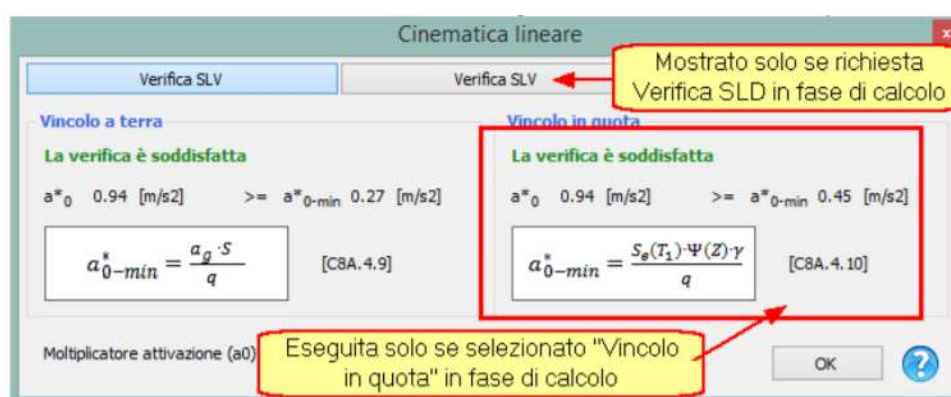 Cinematica lineare
x
Mostrato solo se richiesta
Verifica SLD in fase di calcolo
Verifica SLV
Verifica SLV
Vincolo a terra
Vincolo in quota
La verifica è soddisfatta
La verifica è soddisfatta
a*0 0.94 [m/s2] >= a*0-min 0.27 [m/s2]
a*0 0.94 [m/s2] >= a*0-min 0.45 [m/s2]
a*0−min = ag ·S / q
[C8A.4.9]
a*0−min = Se(T1)·Ψ(Z)·γ / q
[C8A.4.10]
Moltiplicatore attivazione (a0)
Eseguita solo se selezionato "Vincolo
in quota" in fase di calcolo
OK
?